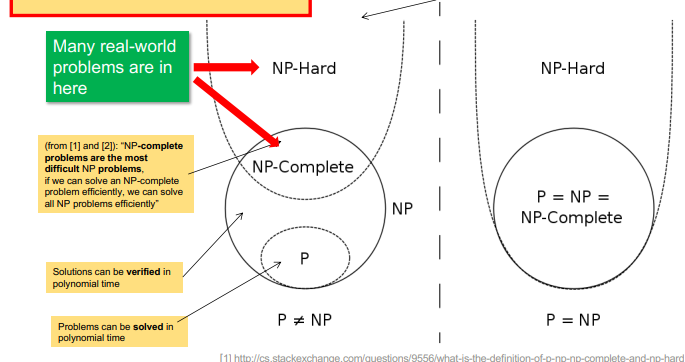 Many real-world
problems are in
here
NP-Hard
NP-Hard
(from [1] and [2]): “NP-complete
problems are the most
difficult NP problems,
if we can solve an NP-complete
problem efficiently, we can solve
all NP problems efficiently”
NP-Complete
NP
P = NP =
NP-Complete
P
Solutions can be verified in
polynomial time
Problems can be solved in
polynomial time
P ≠ NP
P = NP
[1] http://cs.stackexchange.com/questions/9556/what-is-the-definition-of-p-np-np-complete-and-np-hard